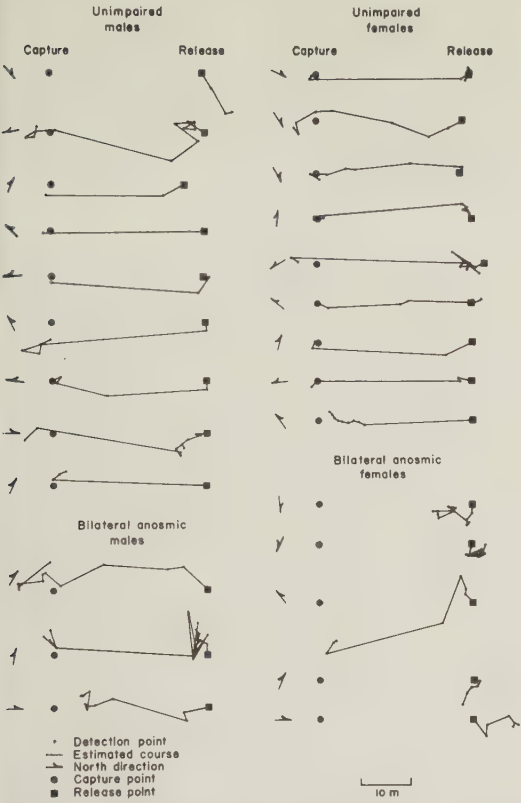 Unimpaired
males
Capture
Release
Unimpaired
females
Capture
Release
Bilateral anosmic
males
Bilateral anosmic
females
Detection point
Estimated course
North direction
Capture point
Release point
10 m